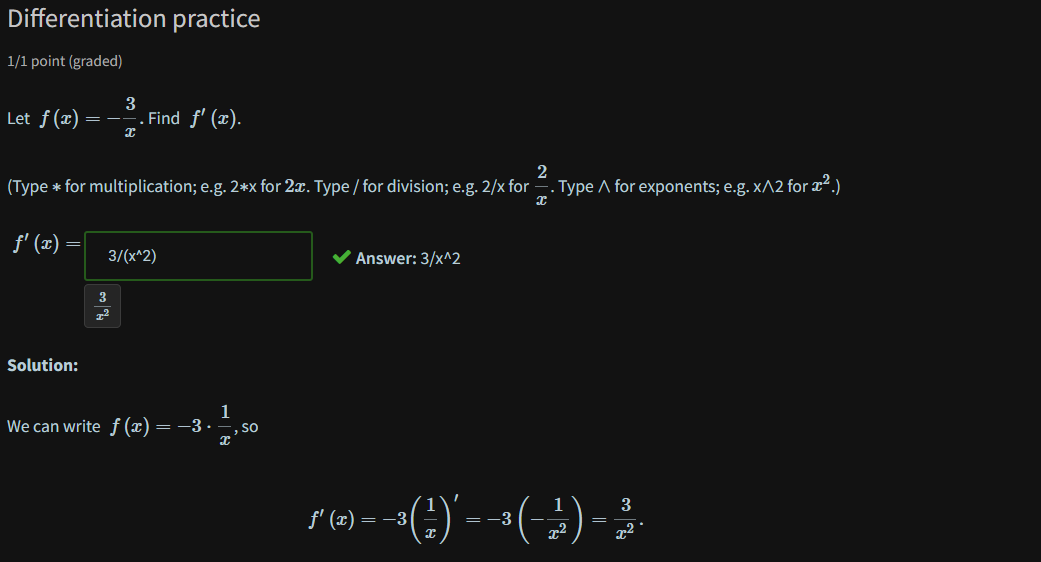 Differentiation practice
1/1 point (graded)
Let f (x) = −3/x. Find f′ (x).
(Type ∗ for multiplication; e.g. 2∗x for 2x. Type / for division; e.g. 2/x for 2/x. Type ∧ for exponents; e.g. x∧2 for x².)
f′ (x) = 3/(x^2) ✔ Answer: 3/x^2
3/x²
Solution:
We can write f (x) = −3 · 1/x, so
f′ (x) = −3(1/x)′ = −3(−1/x²) = 3/x².